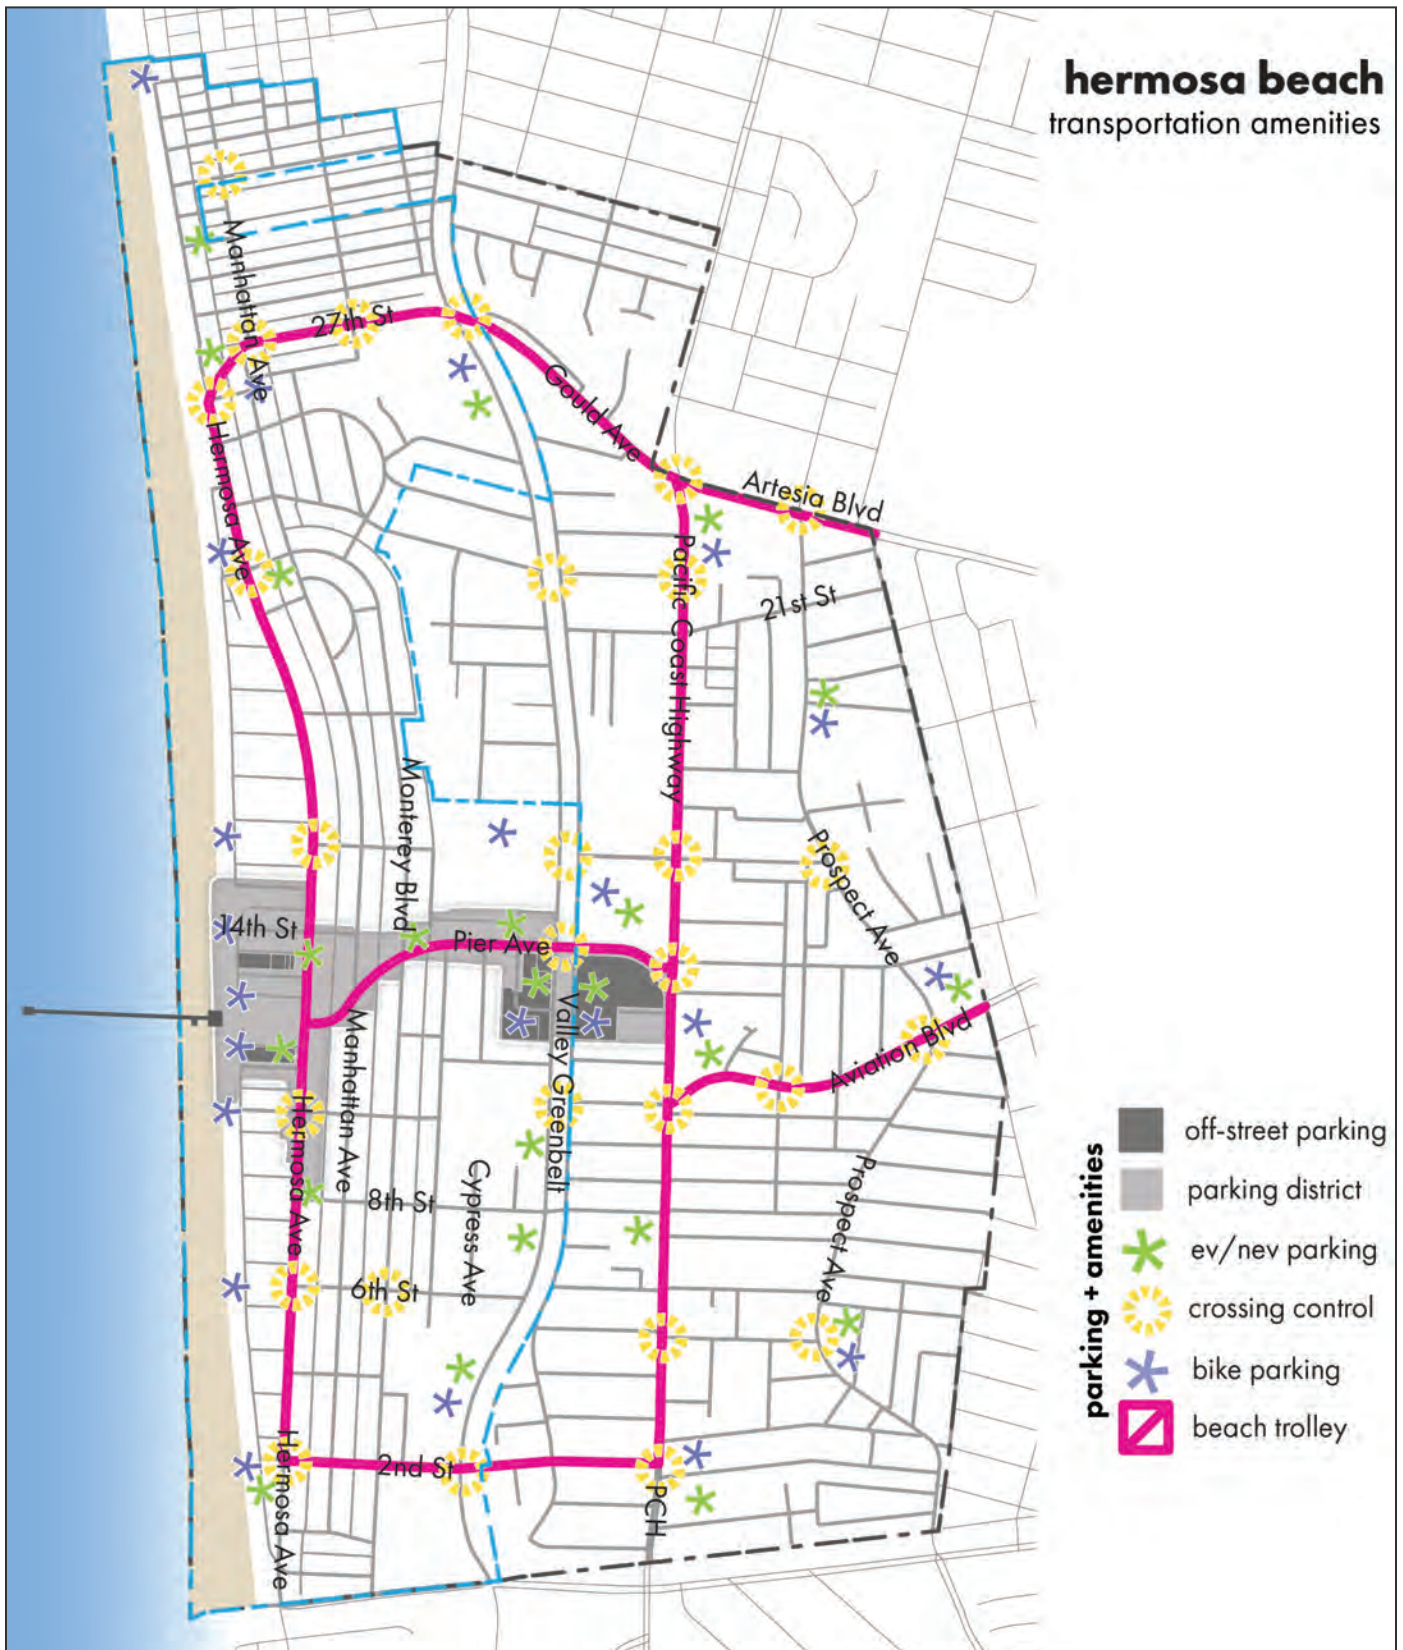 hermosa beach
transportation amenities
Manhattan Ave
27th St
Gould Ave
Hermosa Ave
Artesia Blvd
Pacific Coast Highway
21st St
Monterey Blvd
Prospect Ave
14th St
Pier Ave
Valley Greenbelt
Manhattan Ave
Aviation Blvd
Hermosa Ave
8th St
Cypress Ave
Prospect Ave
6th St
2nd St
Hermosa Ave
PCH
parking + amenities
off-street parking
parking district
ev/nev parking
crossing control
bike parking
beach trolley